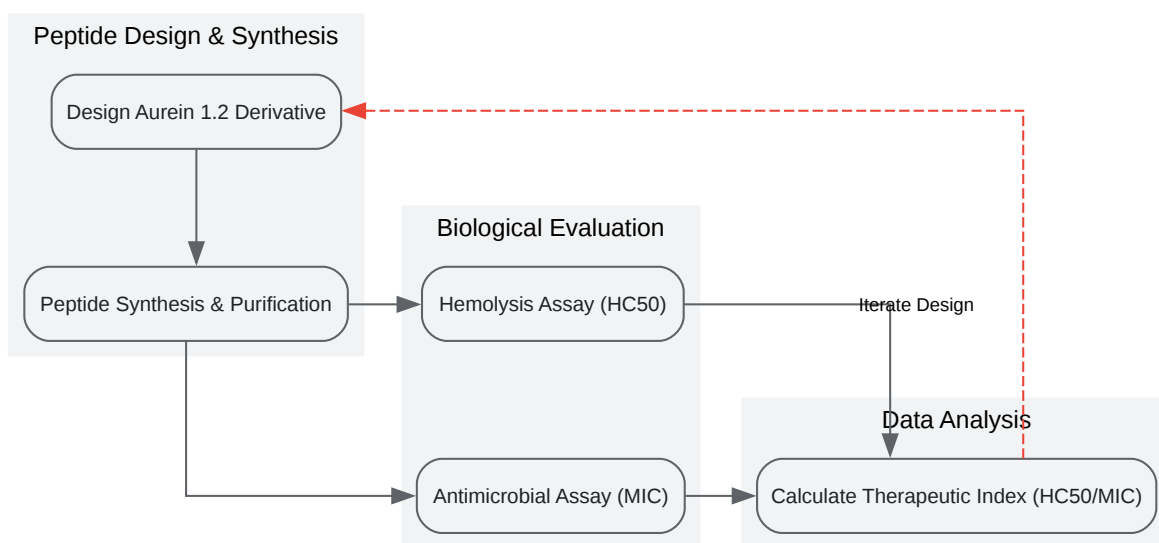 Peptide Design & Synthesis
Design Aurein 1.2 Derivative
Peptide Synthesis & Purification
Biological Evaluation
Hemolysis Assay (HC50)
Antimicrobial Assay (MIC)
Iterate Design
Data Analysis
Calculate Therapeutic Index (HC50/MIC)